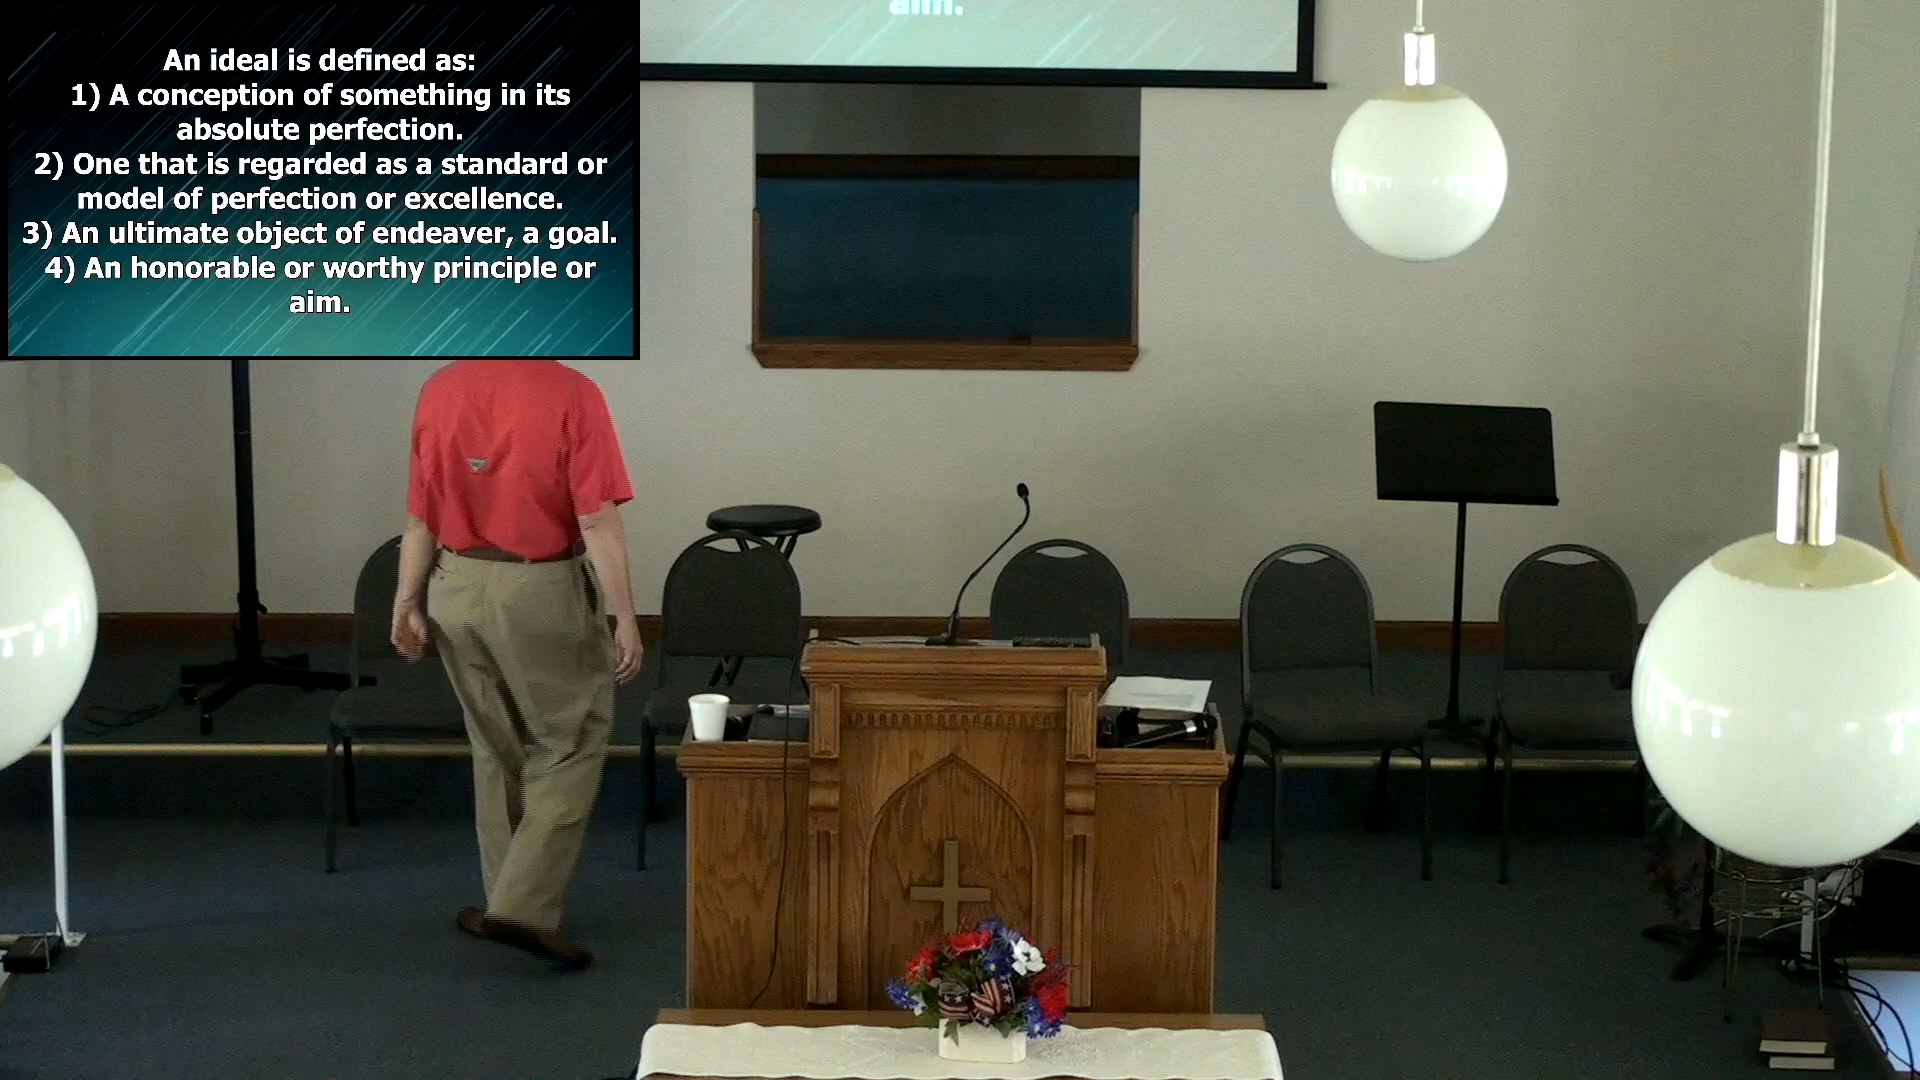 An ideal is defined as:
1) A conception of something in its
absolute perfection.
2) One that is regarded as a standard or
model of perfection or excellence.
3) An ultimate object of endeaver, a goal.
4) An honorable or worthy principle or
aim.
aim.